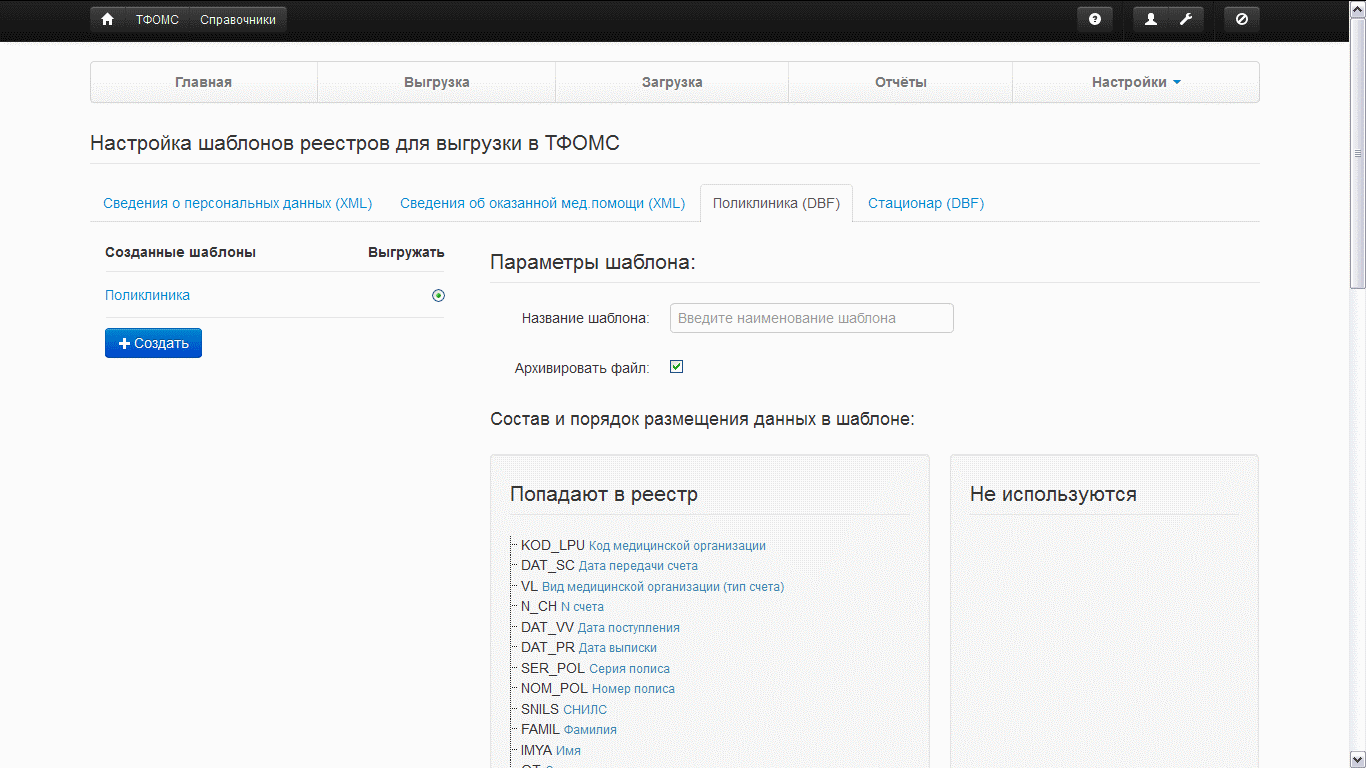 ТФОМС Справочники
Главная Выгрузка Загрузка Отчёты Настройки
Настройка шаблонов реестров для выгрузки в ТФОМС
Сведения о персональных данных (XML) Сведения об оказанной мед.помощи (XML) Поликлиника (DBF) Стационар (DBF)
Созданные шаблоны Выгружать
Поликлиника
Создать
Параметры шаблона:
Название шаблона: Введите наименование шаблона
Архивировать файл:
Состав и порядок размещения данных в шаблоне:
Попадают в реестр
KOD_LPU Код медицинской организации
DAT_SC Дата передачи счета
VL Вид медицинской организации (тип счета)
N_CH N счета
DAT_VV Дата поступления
DAT_PR Дата выписки
SER_POL Серия полиса
NOM_POL Номер полиса
SNILS СНИЛС
FAMIL Фамилия
IMYA Имя
Не используются